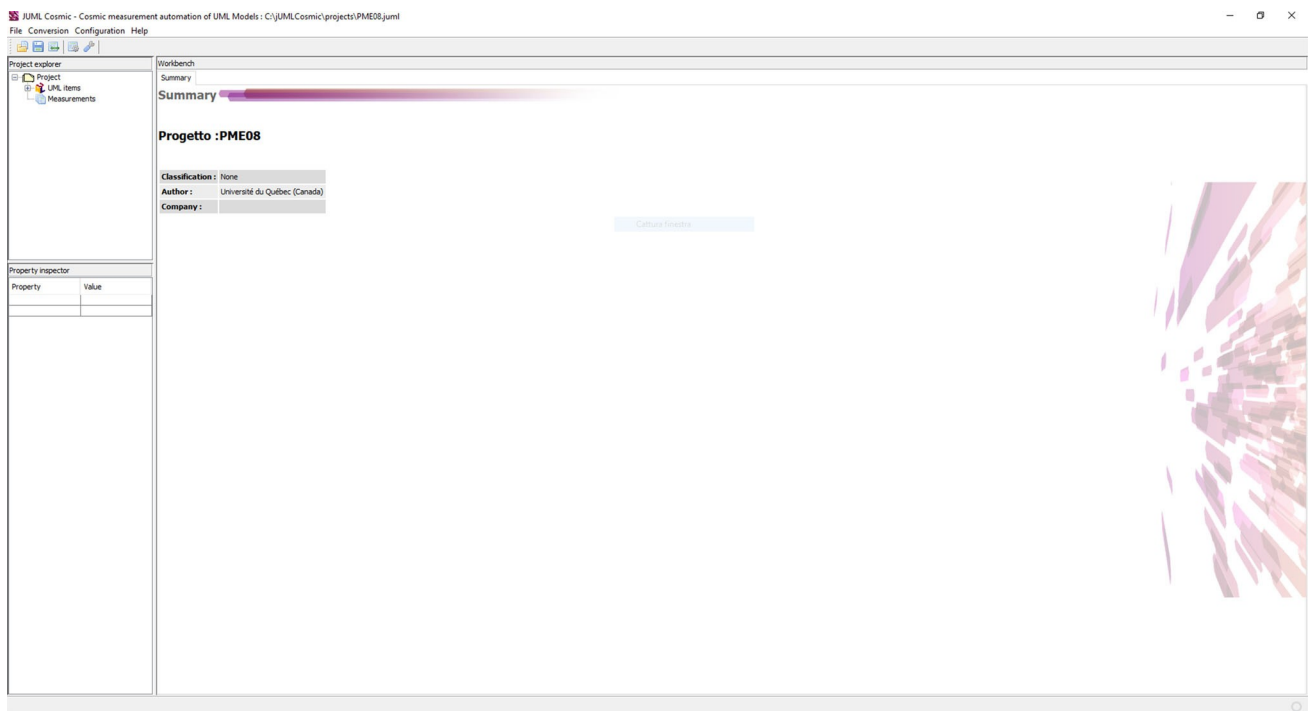 JUML Cosmic - Cosmic measurement automation of UML Models : C:\jUMLCosmic\projects\PME08.juml
File Conversion Configuration Help
Project explorer
Project
UML items
Measurements
Property inspector
Property Value
Workbench
Summary
Summary
Progetto :PME08
Classification : None
Author : Université du Québec (Canada)
Company :
Cattura finestra